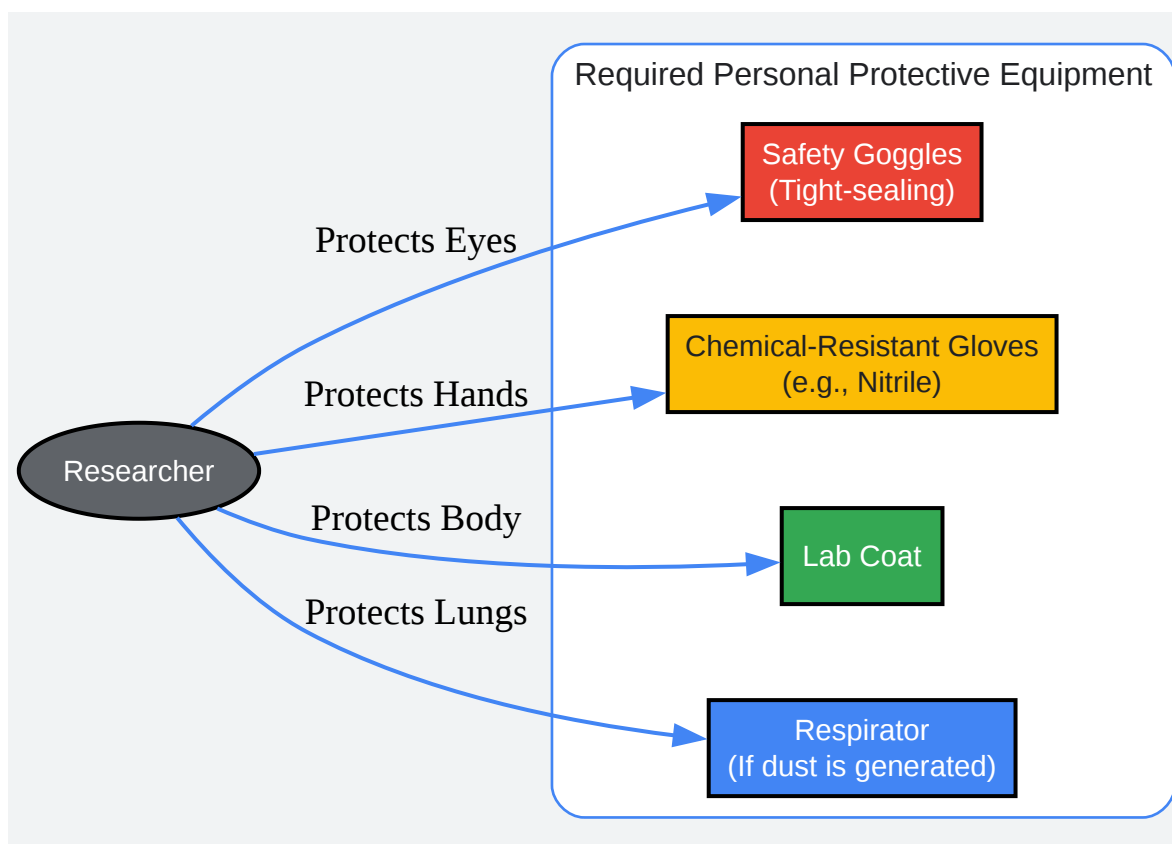 Required Personal Protective Equipment
Safety Goggles
(Tight-sealing)
Protects Eyes
Chemical-Resistant Gloves
(e.g., Nitrile)
Protects Hands
Researcher
Protects Body
Lab Coat
Protects Lungs
Respirator
(If dust is generated)